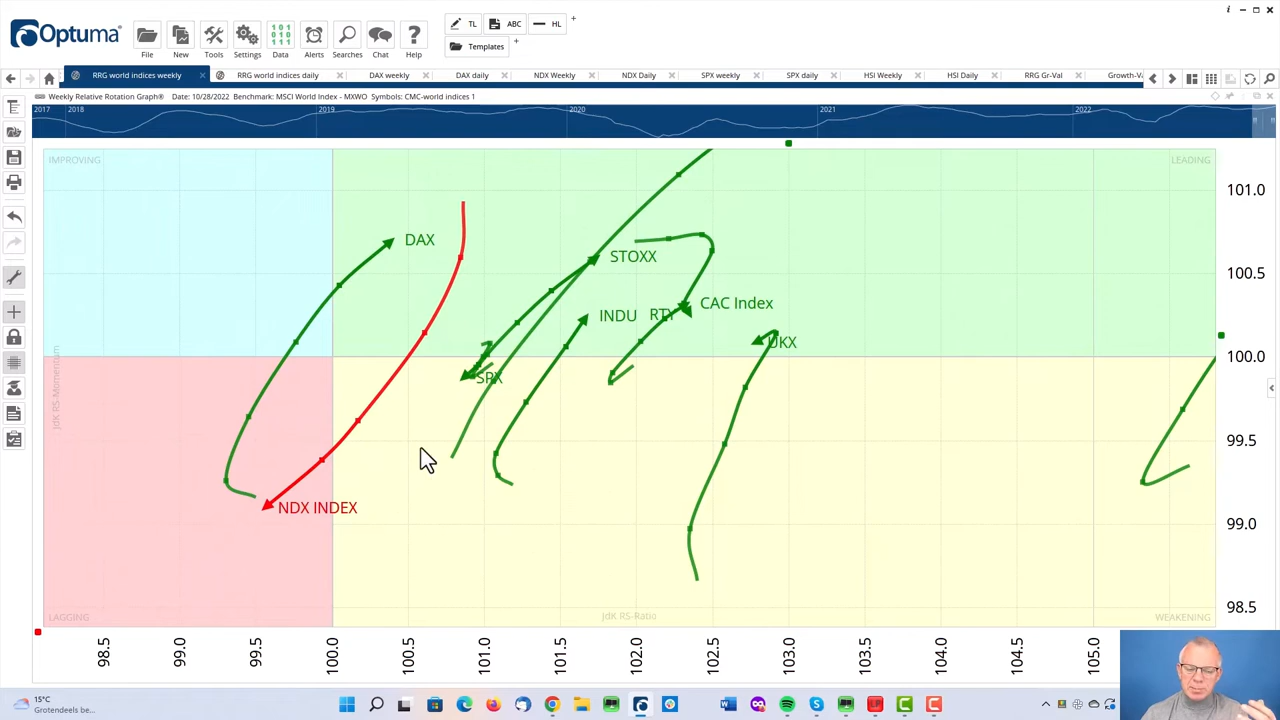 Optuma®
File
New
Tools
Settings
Data
Alerts
Searches
Chat
Help
TL
ABC
HL
Templates
RRG world indices weekly
RRG world indices daily
DAX weekly
DAX daily
NDX Weekly
NDX Daily
SPX weekly
SPX daily
HSI Weekly
HSI Daily
RRG Gr-Val
Growth-V
Weekly Relative Rotation Graph® Date: 10/28/2022 Benchmark: MSCI World Index - MXWO Symbols: CMC-world indices 1
2017 2018 2019 2020 2021 2022
IMPROVING
LEADING
101.0
DAX
STOXX
100.5
CAC Index
INDU
RTY
UKX
100.0
SPX
JdK RS-Momentum
99.5
NDX INDEX
99.0
98.5
LAGGING
JdK RS-Ratio
WEAKENING
98.5 99.0 99.5 100.0 100.5 101.0 101.5 102.0 102.5 103.0 103.5 104.0 104.5 105.0
15°C
Grotendeels be...